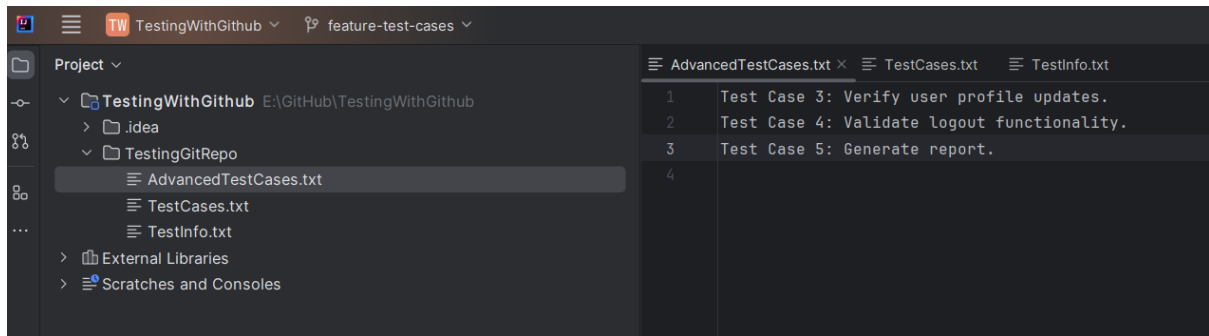 TW TestingWithGithub feature-test-cases
Project
TestingWithGithub E:\GitHub\TestingWithGithub
.idea
TestingGitRepo
AdvancedTestCases.txt
TestCases.txt
TestInfo.txt
External Libraries
Scratches and Consoles
AdvancedTestCases.txt TestCases.txt TestInfo.txt
1 Test Case 3: Verify user profile updates.
2 Test Case 4: Validate logout functionality.
3 Test Case 5: Generate report.
4